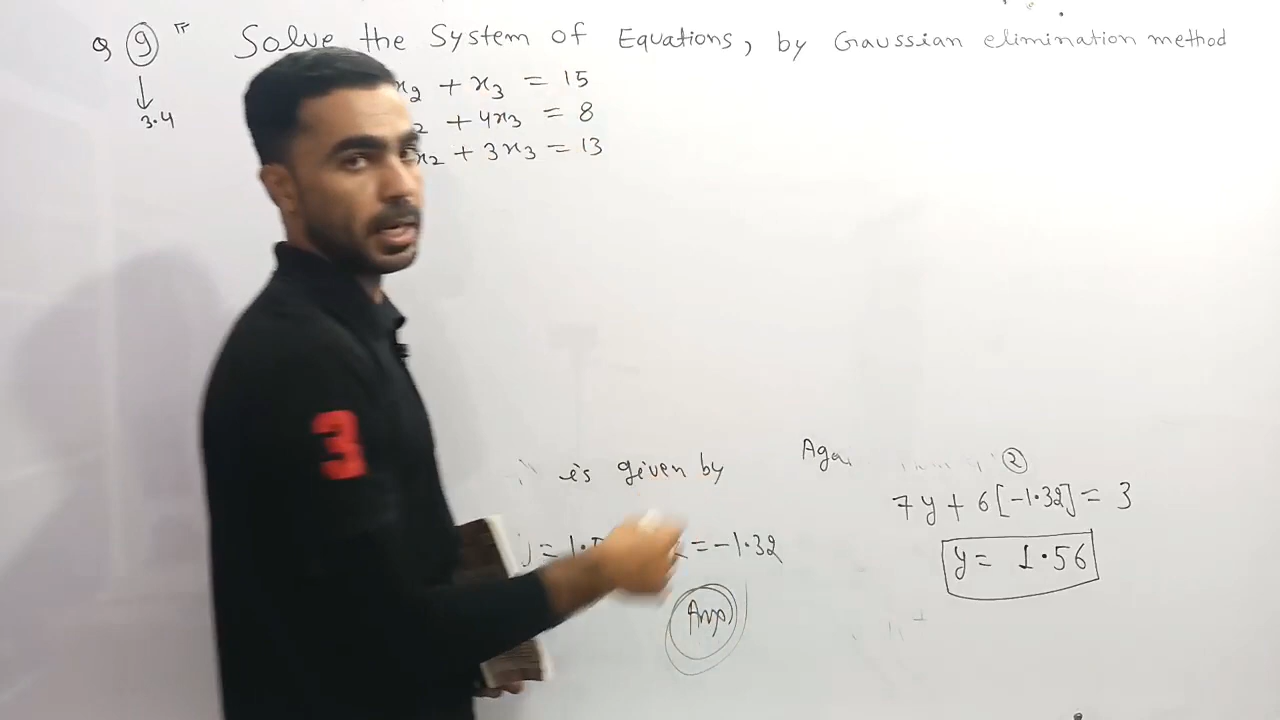 Q 9 Solve the System of Equations, by Gaussian elimination method
3.4
x2 + x3 = 15
2 + 4x3 = 8
x2 + 3x3 = 13
is given by
= -1.32
Ans
Aga
2
7y + 6[-1.32] = 3
y = 1.56
3